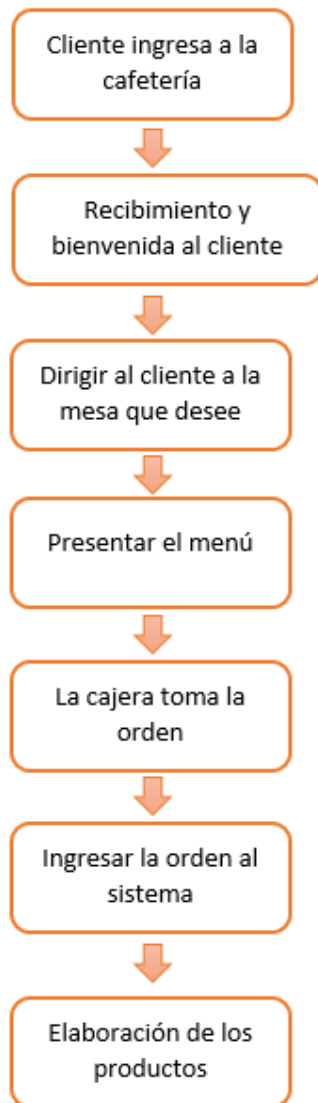 Cliente ingresa a la
cafetería
Recibimiento y
bienvenida al cliente
Dirigir al cliente a la
mesa que desee
Presentar el menú
La cajera toma la
orden
Ingresar la orden al
sistema
Elaboración de los
productos